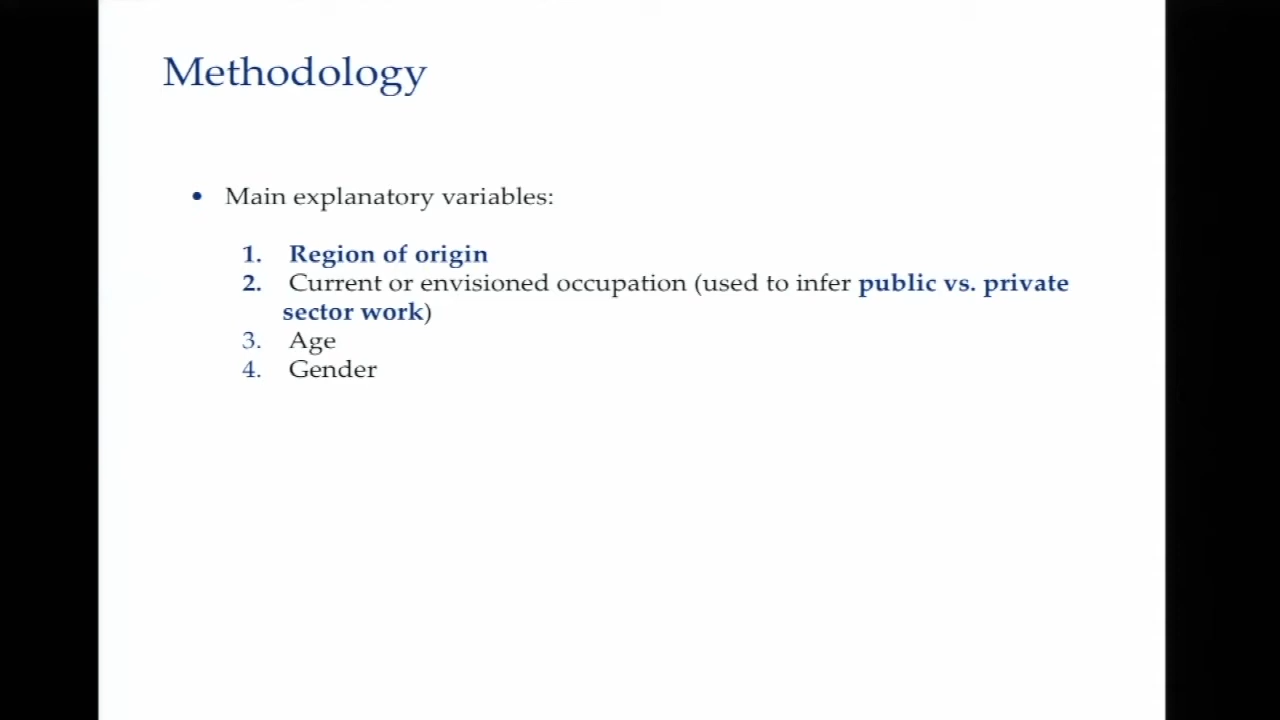 Methodology
• Main explanatory variables:
1. Region of origin
2. Current or envisioned occupation (used to infer public vs. private
sector work)
3. Age
4. Gender